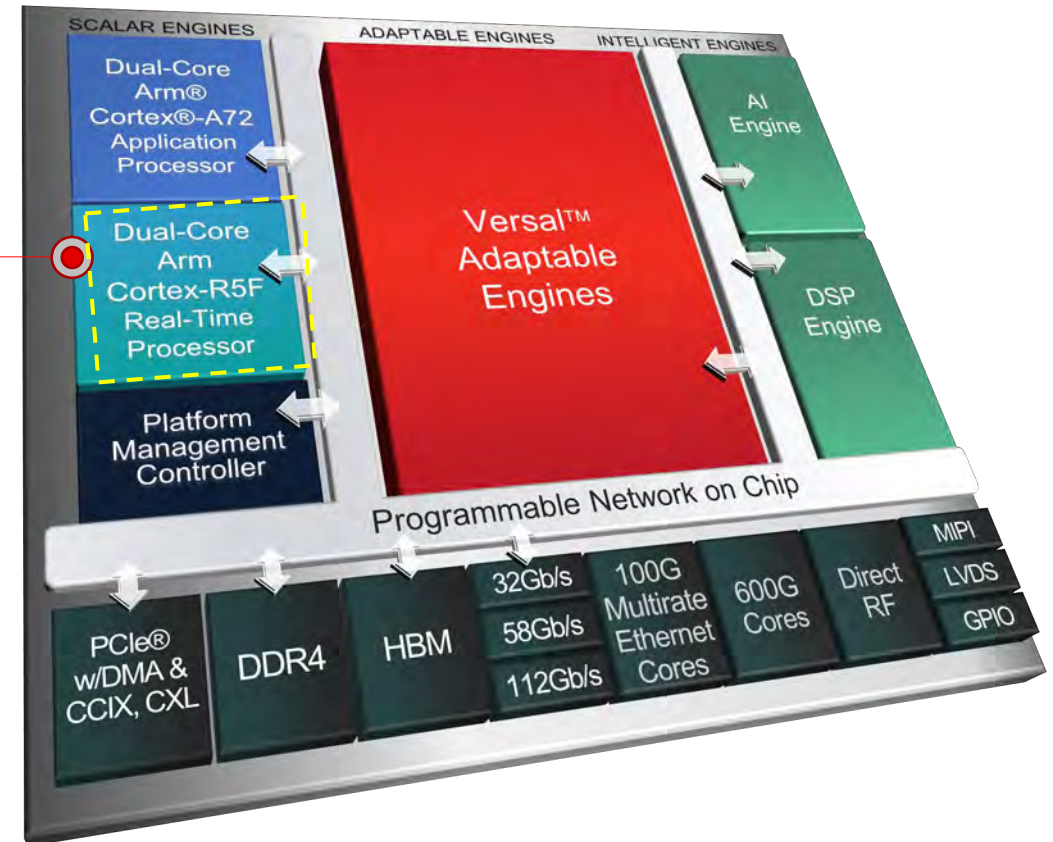 SCALAR ENGINES
ADAPTABLE ENGINES
INTELLIGENT ENGINES
Dual-Core
Arm®
Cortex®-A72
Application
Processor
Dual-Core
Arm
Cortex-R5F
Real-Time
Processor
Platform
Management
Controller
Versal™
Adaptable
Engines
AI
Engine
DSP
Engine
Programmable Network on Chip
PCIe®
w/DMA &
CCIX, CXL
DDR4
HBM
32Gb/s
58Gb/s
112Gb/s
100G
Multirate
Ethernet
Cores
600G
Cores
Direct
RF
MIPI
LVDS
GPIO